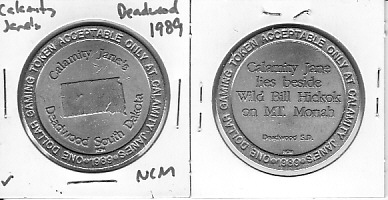 Calamity Jane's
Deadwood 1989
ONE DOLLAR GAMING TOKEN ACCEPTABLE ONLY AT CALAMITY JANE'S
•1989•
Calamity Jane's
Deadwood South Dakota
NCM
ONE DOLLAR GAMING TOKEN ACCEPTABLE ONLY AT CALAMITY JANE'S
•1989•
Calamity Jane
lies beside
Wild Bill Hickok
on MT. Moriah
Deadwood S.D.